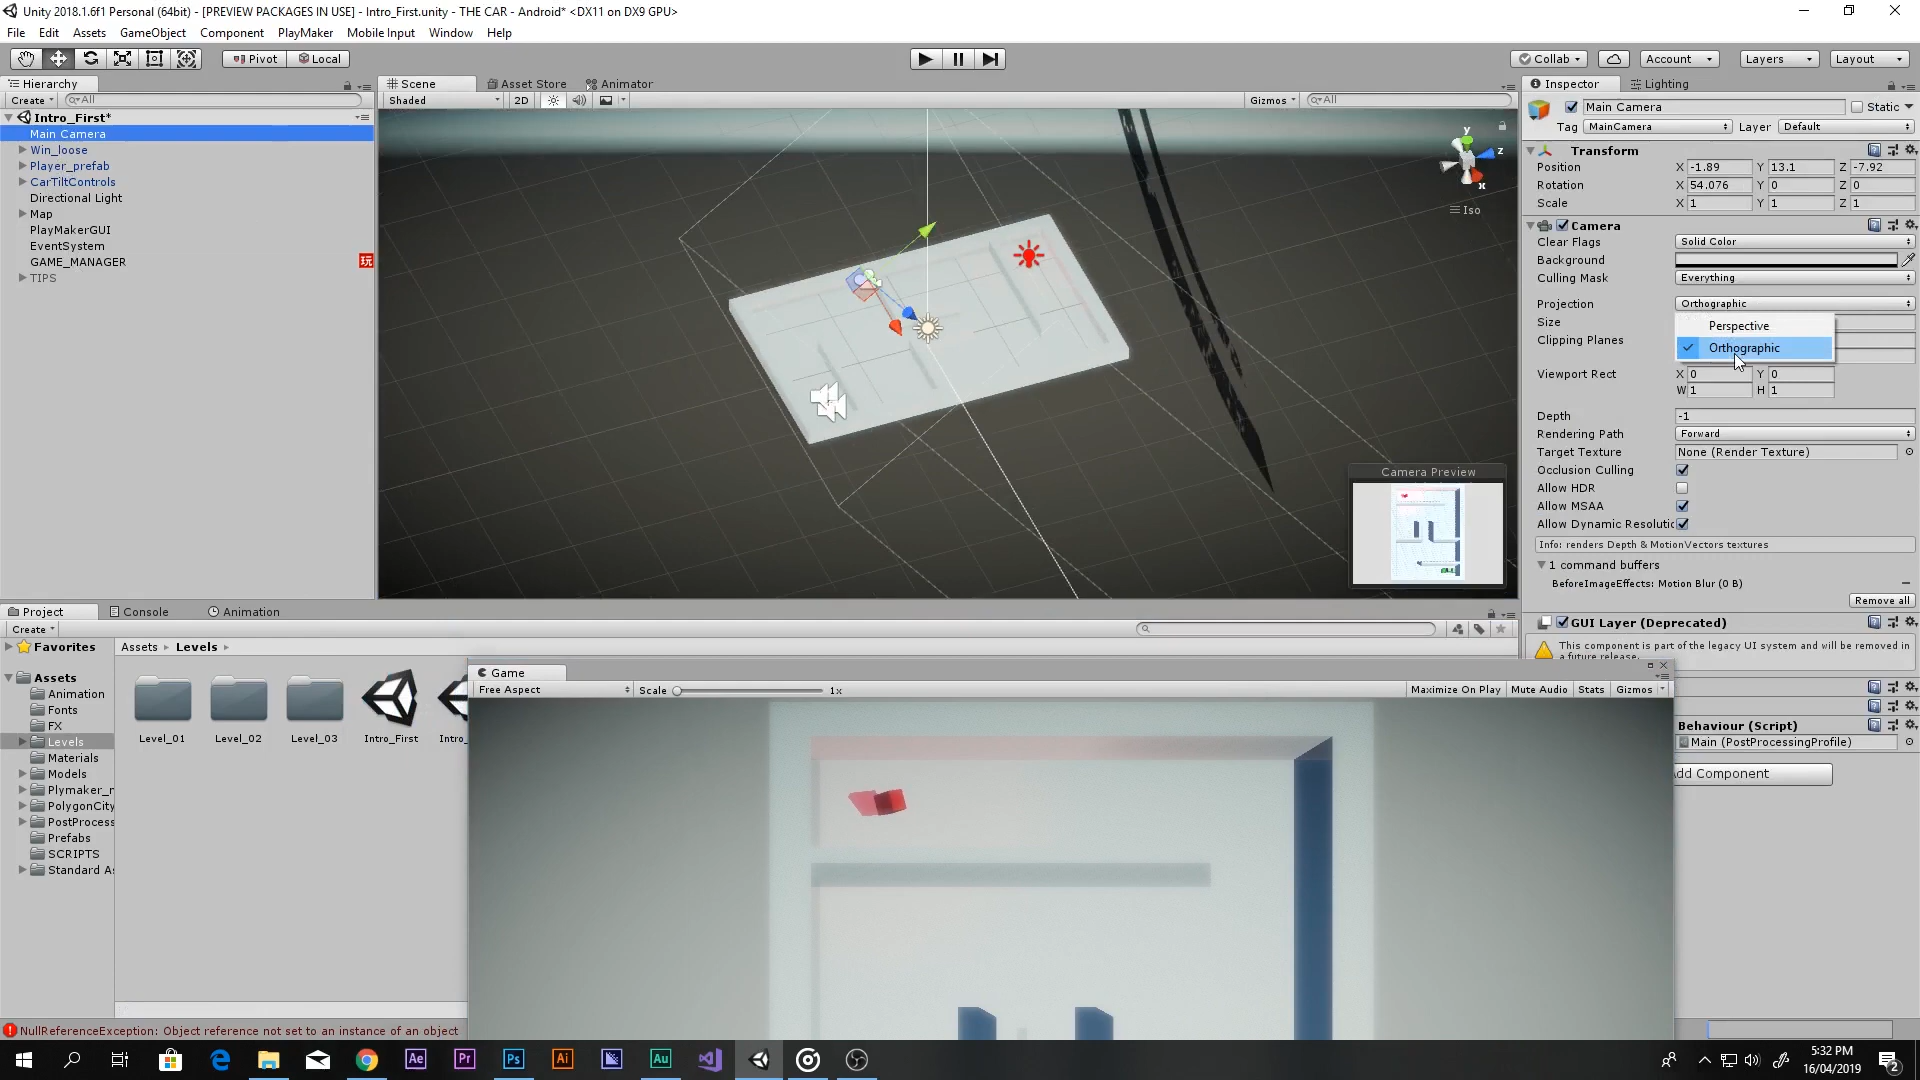 Unity 2018.1.6f1 Personal (64bit) - [PREVIEW PACKAGES IN USE] - Intro_First.unity - THE CAR - Android* <DX11 on DX9 GPU>
File Edit Assets GameObject Component PlayMaker Mobile Input Window Help
Pivot Local Collab Account Layers Layout
Hierarchy
Create All
Intro_First*
Main Camera
Win_loose
Player_prefab
CarTiltControls
Directional Light
Map
PlayMakerGUI
EventSystem
GAME_MANAGER 玩
TIPS
Scene Asset Store Animator
Shaded 2D Gizmos All
y
z
x
Iso
Camera Preview
Inspector Lighting
Main Camera Static
Tag MainCamera Layer Default
Transform
Position X -1.89 Y 13.1 Z -7.92
Rotation X 54.076 Y 0 Z 0
Scale X 1 Y 1 Z 1
Camera
Clear Flags Solid Color
Background
Culling Mask Everything
Projection Orthographic
Perspective
Orthographic
Size
Clipping Planes
Viewport Rect X 0 Y 0
W 1 H 1
Depth -1
Rendering Path Forward
Target Texture None (Render Texture)
Occlusion Culling
Allow HDR
Allow MSAA
Allow Dynamic Resolutic
Info: renders Depth & MotionVectors textures
1 command buffers
BeforeImageEffects: Motion Blur (0 B)
Remove all
GUI Layer (Deprecated)
This component is part of the legacy UI system and will be removed in
a future release.
Behaviour (Script)
Main (PostProcessingProfile)
dd Component
Project Console Animation
Create
Favorites
Assets
Animation
Fonts
FX
Levels
Materials
Models
Plymaker_r
PolygonCity
PostProcess
Prefabs
SCRIPTS
Standard As
Assets Levels
Level_01 Level_02 Level_03 Intro_First Intro_
Game
Free Aspect Scale 1x Maximize On Play Mute Audio Stats Gizmos
NullReferenceException: Object reference not set to an instance of an object
Ae Pr Ps Ai Au
5:32 PM
16/04/2019
2